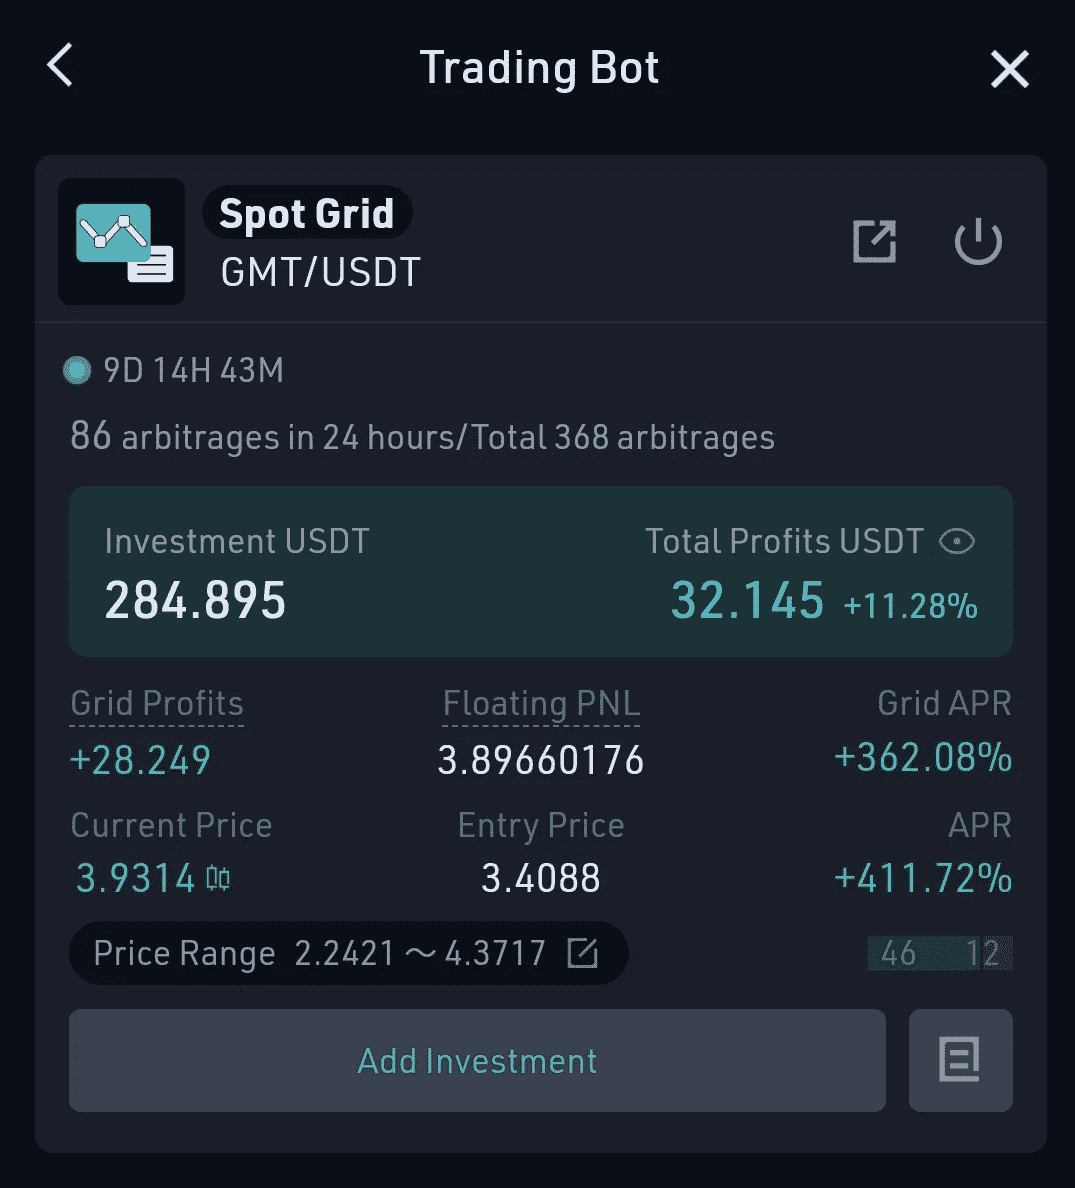 Trading Bot
Spot Grid
GMT/USDT
9D 14H 43M
86 arbitrages in 24 hours/Total 368 arbitrages
Investment USDT Total Profits USDT
284.895 32.145 +11.28%
Grid Profits Floating PNL Grid APR
+28.249 3.89660176 +362.08%
Current Price Entry Price APR
3.9314 3.4088 +411.72%
Price Range 2.2421 ～ 4.3717 46 12
Add Investment